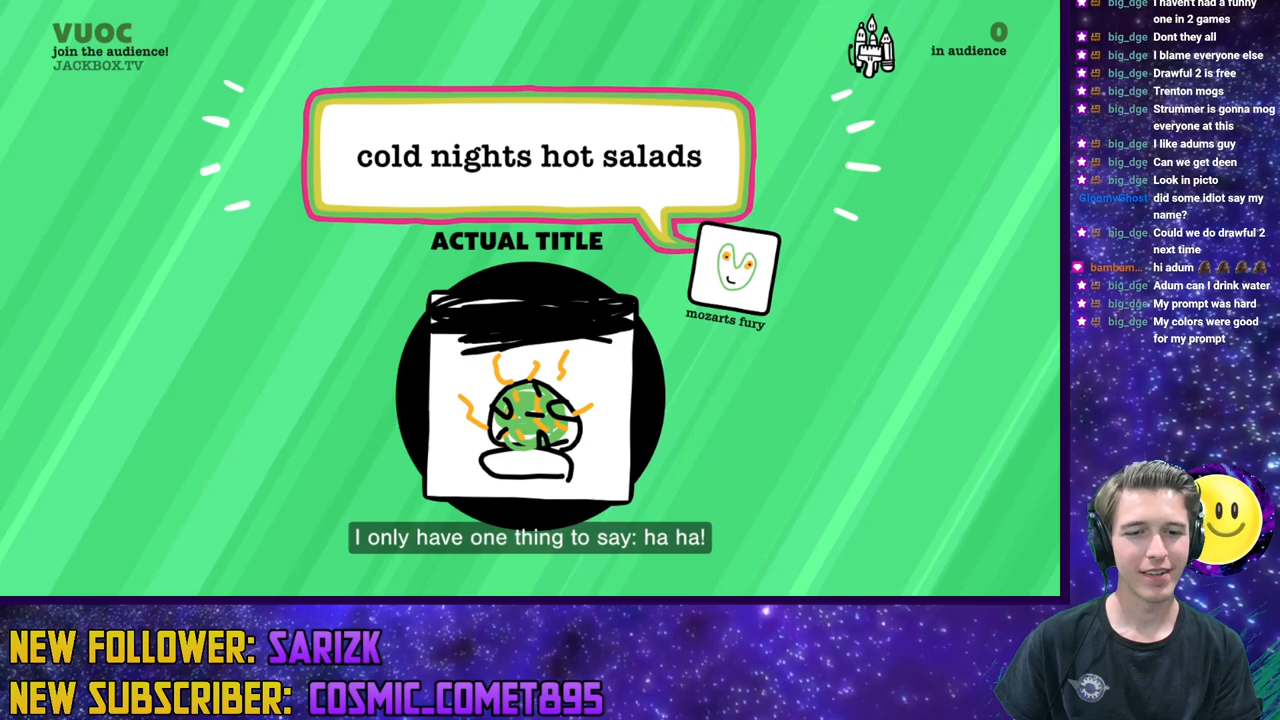 VUOC
join the audience!
JACKBOX.TV
0
in audience
cold nights hot salads
ACTUAL TITLE
mozarts fury
I only have one thing to say: ha ha!
big_dge I haven't had a funny
one in 2 games
big_dge Dont they all
big_dge I blame everyone else
big_dge Drawful 2 is free
big_dge Trenton mogs
big_dge Strummer is gonna mog
everyone at this
big_dge I like adums guy
big_dge Can we get deen
big_dge Look in picto
GloomyGhost did some idiot say my
name?
big_dge Could we do drawful 2
next time
bambam... hi adum
big_dge Adum can I drink water
big_dge My prompt was hard
big_dge My colors were good
for my prompt
NEW FOLLOWER: SARIZK
NEW SUBSCRIBER: COSMIC_COMET895